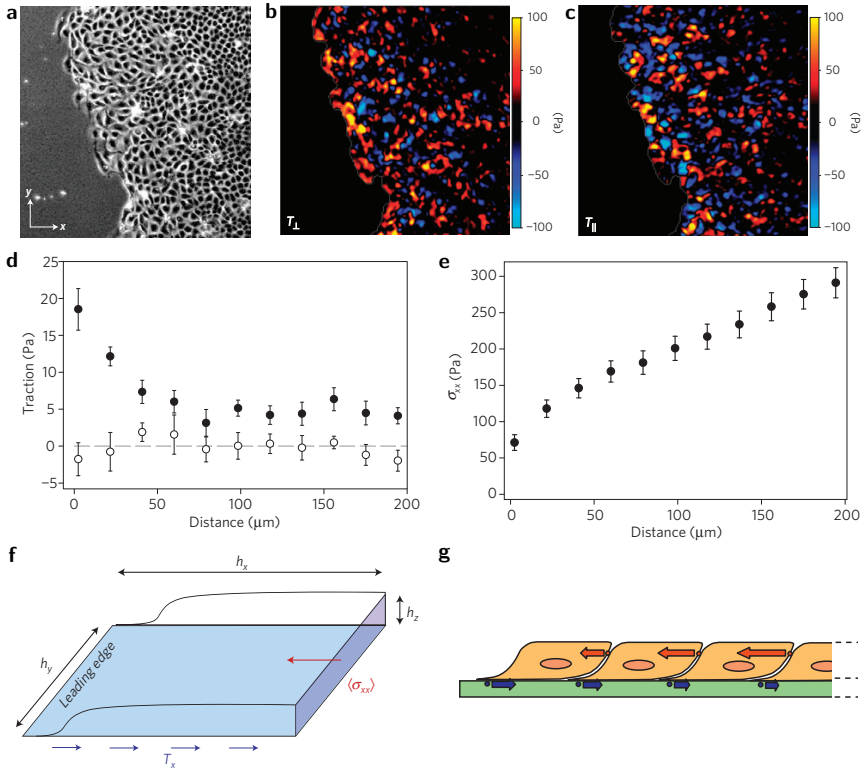 a
y
x
b
T⊥
100
50
0
−50
−100
(Pa)
c
T∥
100
50
0
−50
−100
(Pa)
d
25
20
15
10
5
0
−5
Traction (Pa)
0
50
100
150
200
Distance (μm)
e
300
250
200
150
100
50
0
σxx (Pa)
0
50
100
150
200
Distance (μm)
f
hx
hz
hy
Leading edge
⟨σxx⟩
Tx
g